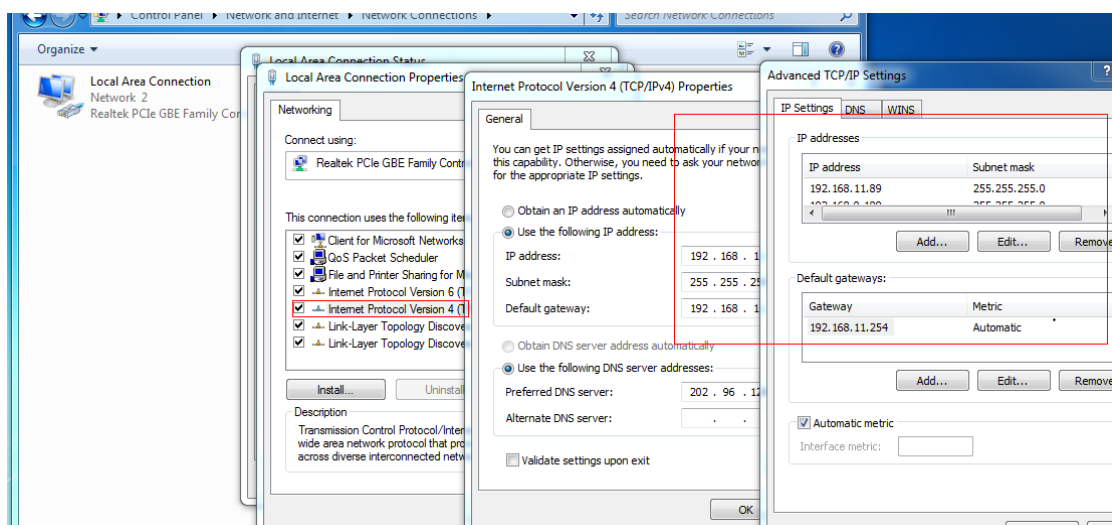 Control Panel ▸ Network and Internet ▸ Network Connections ▸
Search Network Connections
Organize
Local Area Connection
Network 2
Realtek PCIe GBE Family Cor
Local Area Connection Status
Local Area Connection Properties
Networking
Connect using:
Realtek PCIe GBE Family Contr
This connection uses the following iter
Client for Microsoft Networks
QoS Packet Scheduler
File and Printer Sharing for M
Internet Protocol Version 6 (T
Internet Protocol Version 4 (T
Link-Layer Topology Discove
Link-Layer Topology Discove
Install...
Uninstall
Description
Transmission Control Protocol/Inter
wide area network protocol that pro
across diverse interconnected netw
Internet Protocol Version 4 (TCP/IPv4) Properties
General
You can get IP settings assigned automatically if your n
this capability. Otherwise, you need to ask your networ
for the appropriate IP settings.
Obtain an IP address automatically
Use the following IP address:
IP address:
192 . 168 . 1
Subnet mask:
255 . 255 . 25
Default gateway:
192 . 168 . 1
Obtain DNS server address automatically
Use the following DNS server addresses:
Preferred DNS server:
202 . 96 . 12
Alternate DNS server:
. .
Validate settings upon exit
OK
Advanced TCP/IP Settings
?
IP Settings
DNS
WINS
IP addresses
IP address
Subnet mask
192.168.11.89
255.255.255.0
Add...
Edit...
Remove
Default gateways:
Gateway
Metric
192.168.11.254
Automatic
Add...
Edit...
Remove
Automatic metric
Interface metric: